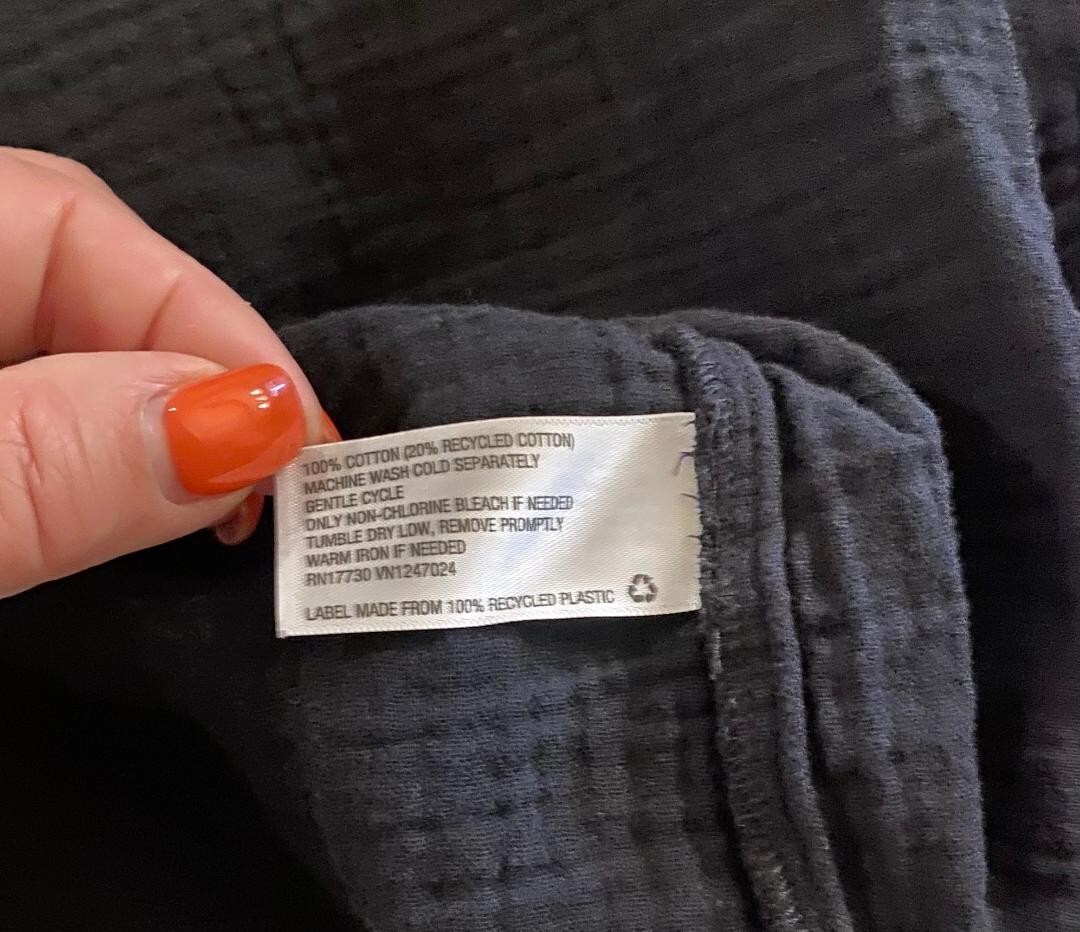 100% COTTON (20% RECYCLED COTTON)
MACHINE WASH COLD SEPARATELY
GENTLE CYCLE
ONLY NON-CHLORINE BLEACH IF NEEDED
TUMBLE DRY LOW, REMOVE PROMPTLY
WARM IRON IF NEEDED
RN17730 VN1247024
LABEL MADE FROM 100% RECYCLED PLASTIC